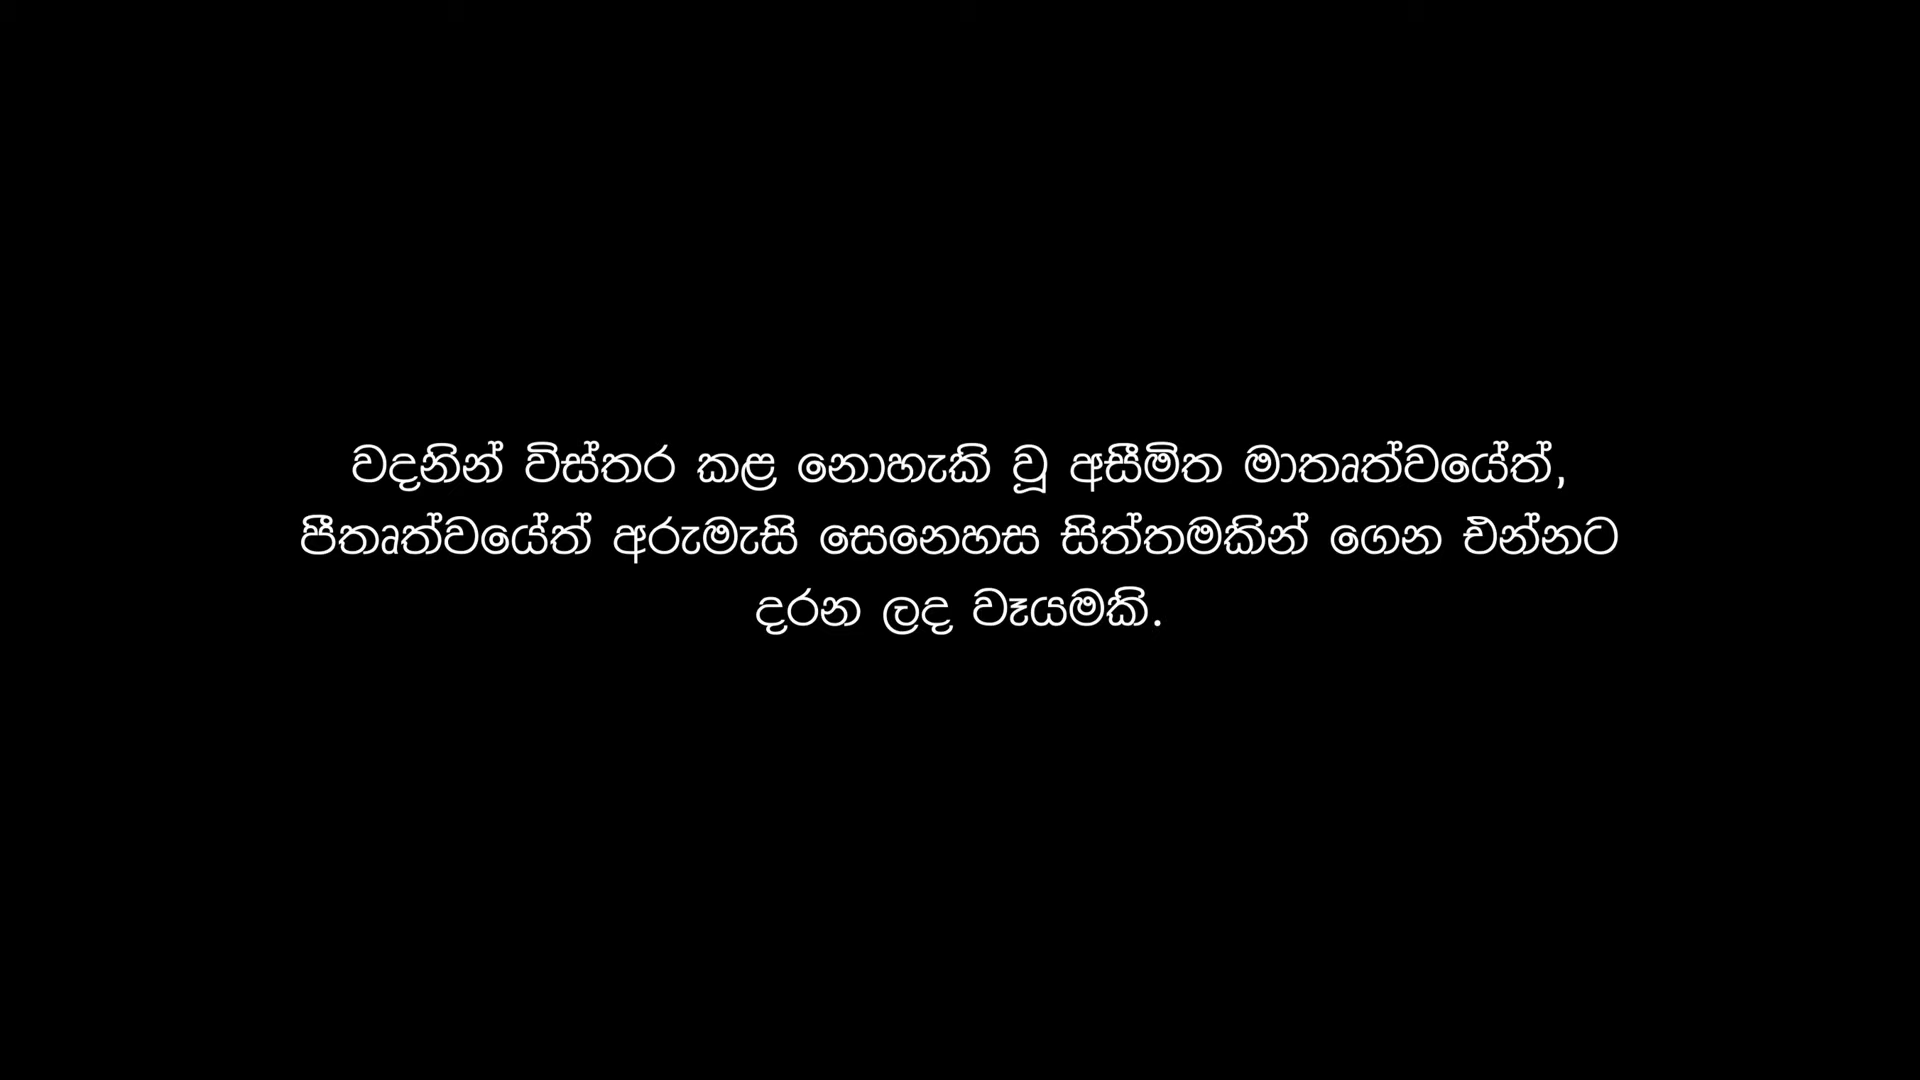 වදනින් විස්තර කළ නොහැකි වූ අසීමිත මාතෘත්වයේත්,
පීතෘත්වයේත් අරුමැසි සෙනෙහස සිත්තමකින් ගෙන එන්නට
දරන ලද වෑයමකි.